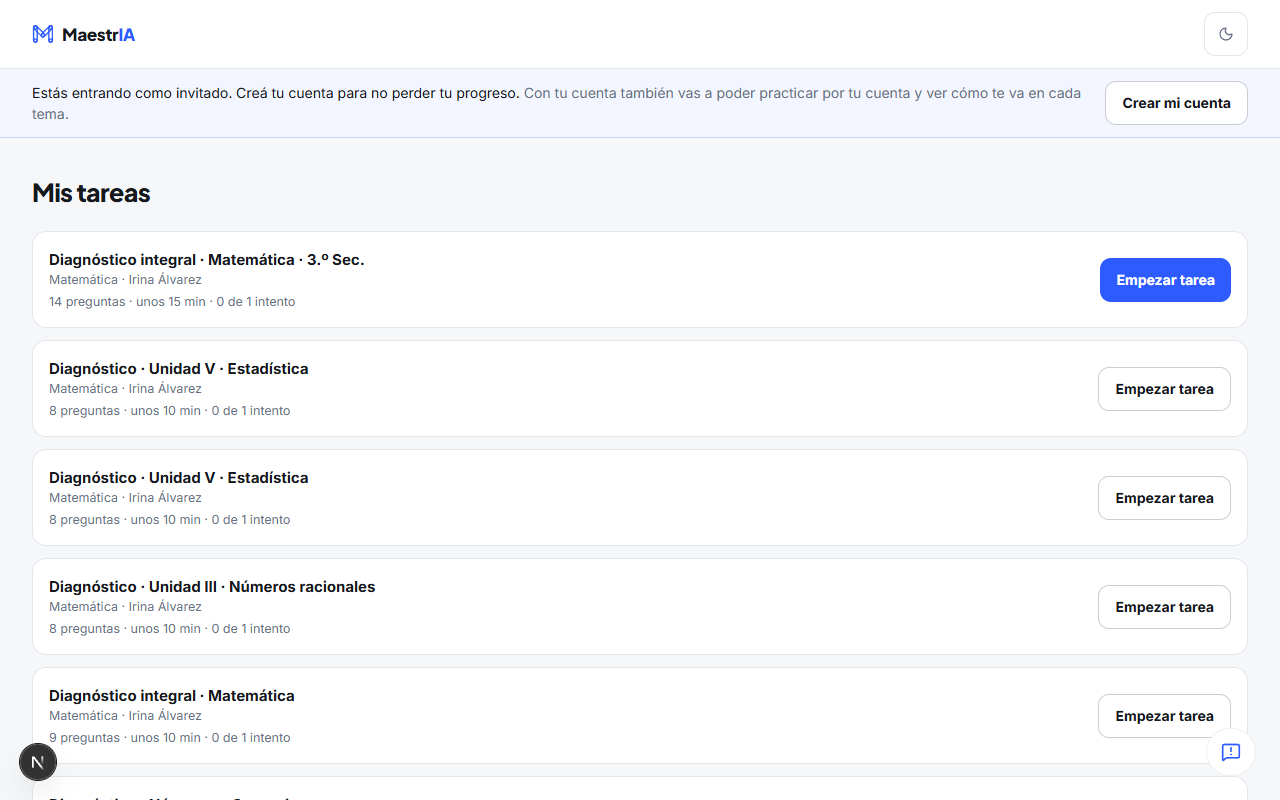 MaestrIA
Estás entrando como invitado. Creá tu cuenta para no perder tu progreso. Con tu cuenta también vas a poder practicar por tu cuenta y ver cómo te va en cada
tema.
Crear mi cuenta
Mis tareas
Diagnóstico integral · Matemática · 3.º Sec.
Matemática · Irina Álvarez
14 preguntas · unos 15 min · 0 de 1 intento
Empezar tarea
Diagnóstico · Unidad V · Estadística
Matemática · Irina Álvarez
8 preguntas · unos 10 min · 0 de 1 intento
Empezar tarea
Diagnóstico · Unidad V · Estadística
Matemática · Irina Álvarez
8 preguntas · unos 10 min · 0 de 1 intento
Empezar tarea
Diagnóstico · Unidad III · Números racionales
Matemática · Irina Álvarez
8 preguntas · unos 10 min · 0 de 1 intento
Empezar tarea
Diagnóstico integral · Matemática
Matemática · Irina Álvarez
9 preguntas · unos 10 min · 0 de 1 intento
Empezar tarea
N